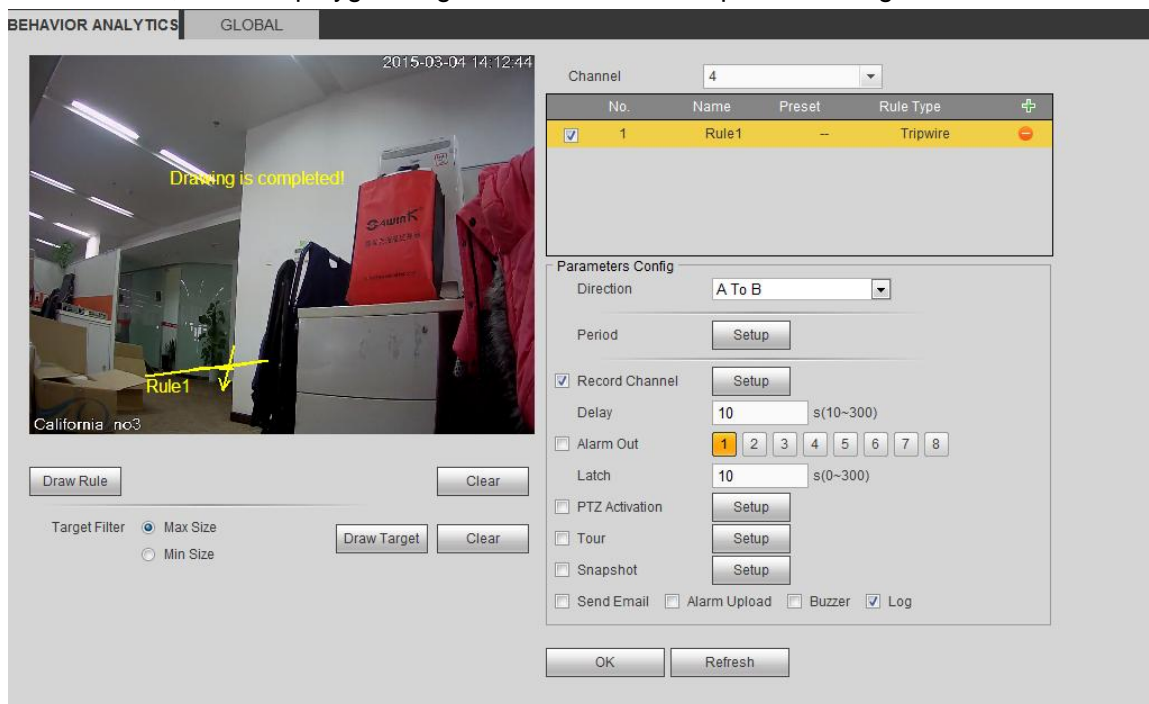 BEHAVIOR ANALYTICS GLOBAL
2015-03-04 14:12:44
Drawing is completed!
SAWINK
Rule1
California_no3
Draw Rule Clear
Target Filter Max Size
Min Size
Draw Target Clear
Channel 4
No. Name Preset Rule Type
1 Rule1 -- Tripwire
Parameters Config
Direction A To B
Period Setup
Record Channel Setup
Delay 10 s(10~300)
Alarm Out 1 2 3 4 5 6 7 8
Latch 10 s(0~300)
PTZ Activation Setup
Tour Setup
Snapshot Setup
Send Email Alarm Upload Buzzer Log
OK Refresh